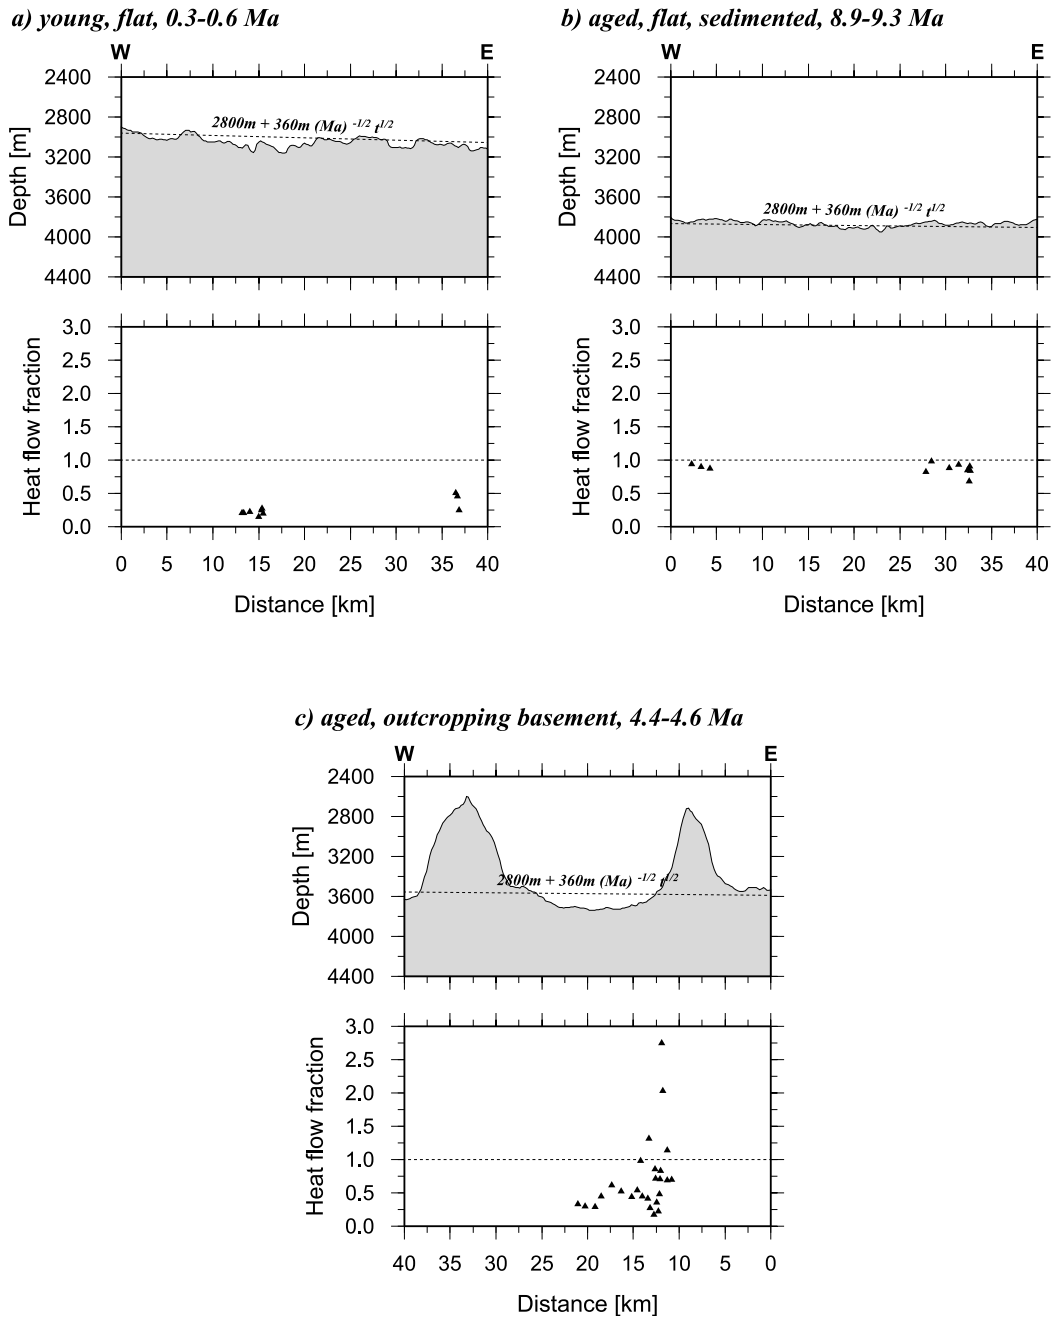 a) young, flat, 0.3-0.6 Ma
W E
2400
2800
3200
3600
4000
4400
Depth [m]
2800m + 360m (Ma) -1/2 t1/2
3.0
2.5
2.0
1.5
1.0
0.5
0.0
Heat flow fraction
0 5 10 15 20 25 30 35 40
Distance [km]
b) aged, flat, sedimented, 8.9-9.3 Ma
W E
2400
2800
3200
3600
4000
4400
Depth [m]
2800m + 360m (Ma) -1/2 t1/2
3.0
2.5
2.0
1.5
1.0
0.5
0.0
Heat flow fraction
0 5 10 15 20 25 30 35 40
Distance [km]
c) aged, outcropping basement, 4.4-4.6 Ma
W E
2400
2800
3200
3600
4000
4400
Depth [m]
2800m + 360m (Ma) -1/2 t1/2
3.0
2.5
2.0
1.5
1.0
0.5
0.0
Heat flow fraction
40 35 30 25 20 15 10 5 0
Distance [km]